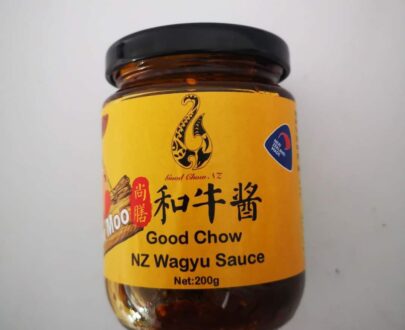 Good Chow NZ
Moo
尚膳
和牛酱
Good Chow
NZ Wagyu Sauce
Net:200g